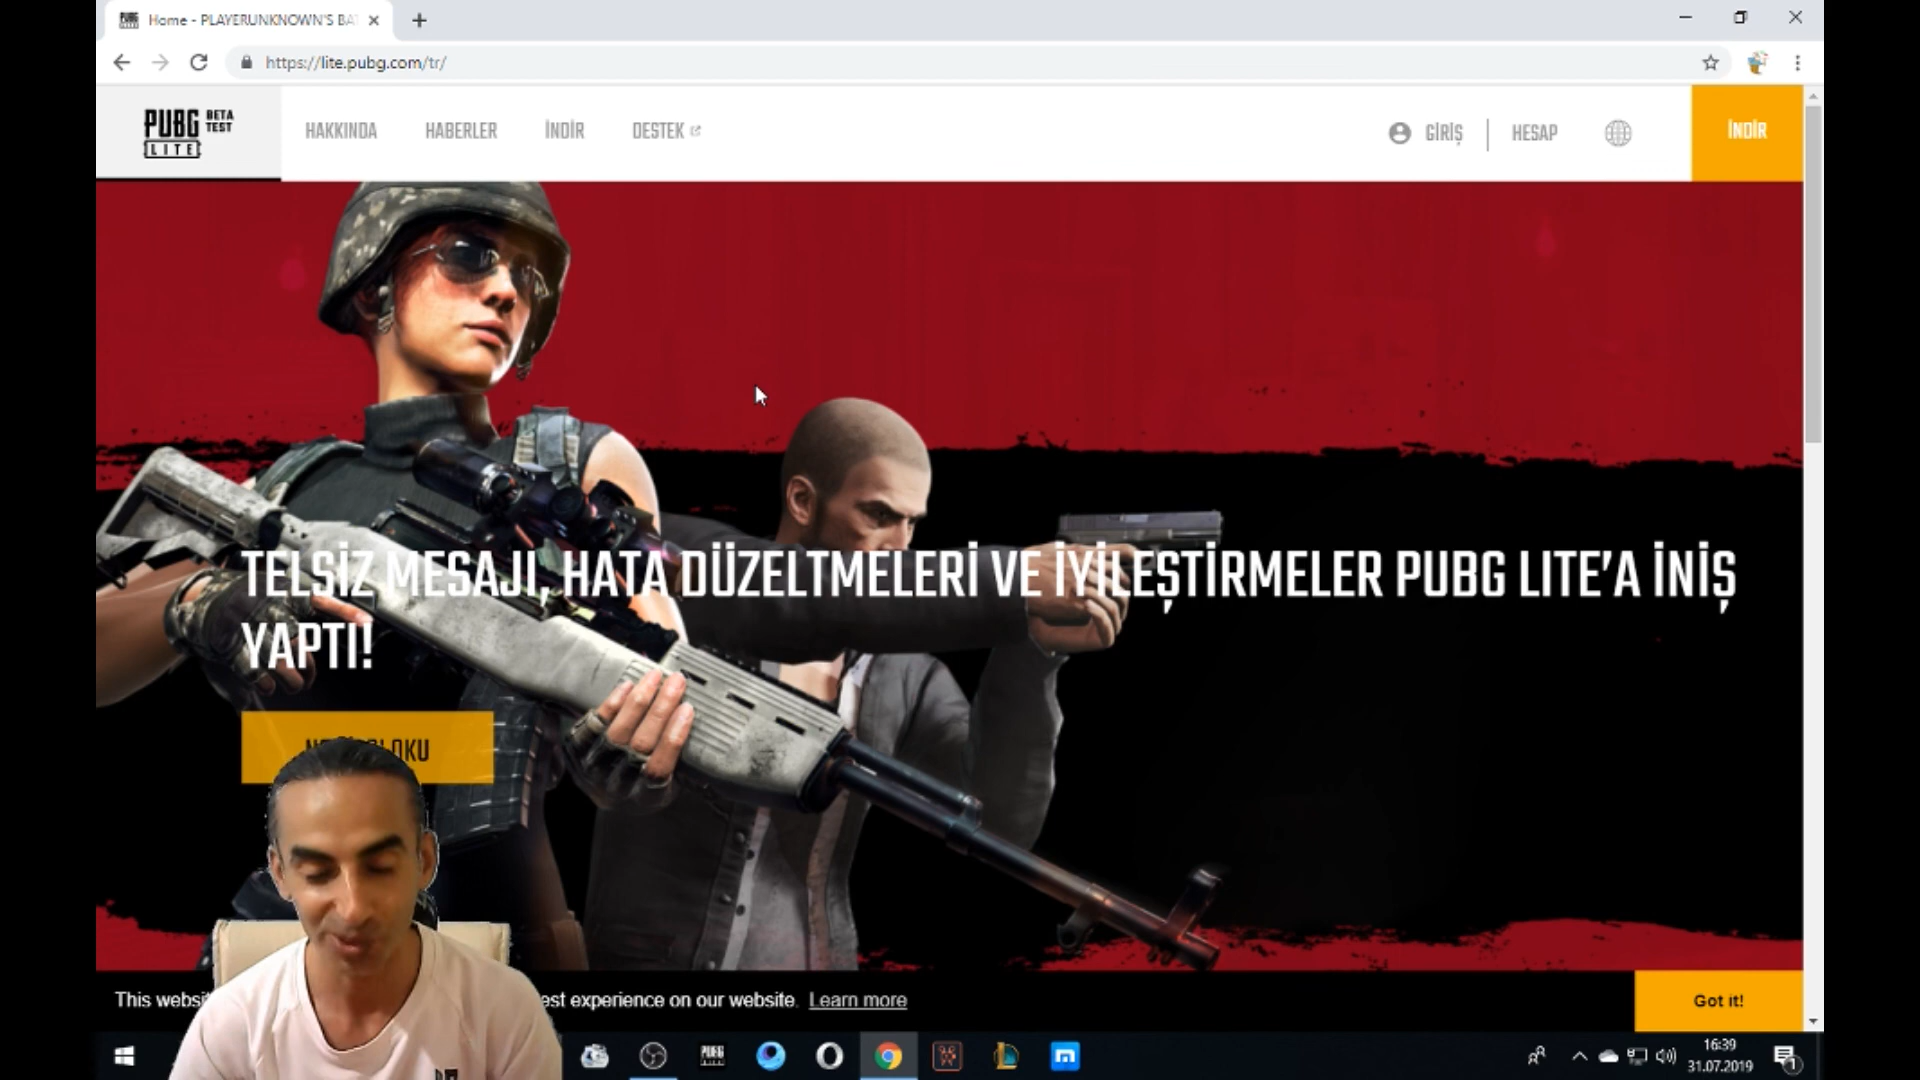 Home - PLAYERUNKNOWN'S BA
https://lite.pubg.com/tr/
PUBG BETA TEST
LITE
HAKKINDA
HABERLER
İNDİR
DESTEK
GİRİŞ
HESAP
İNDİR
TELSİZ MESAJI, HATA DÜZELTMELERİ VE İYİLEŞTİRMELER PUBG LITE'A İNİŞ
YAPTI!
OKU
This websi
est experience on our website. Learn more
Got it!
PUBG
16:39
31.07.2019
1